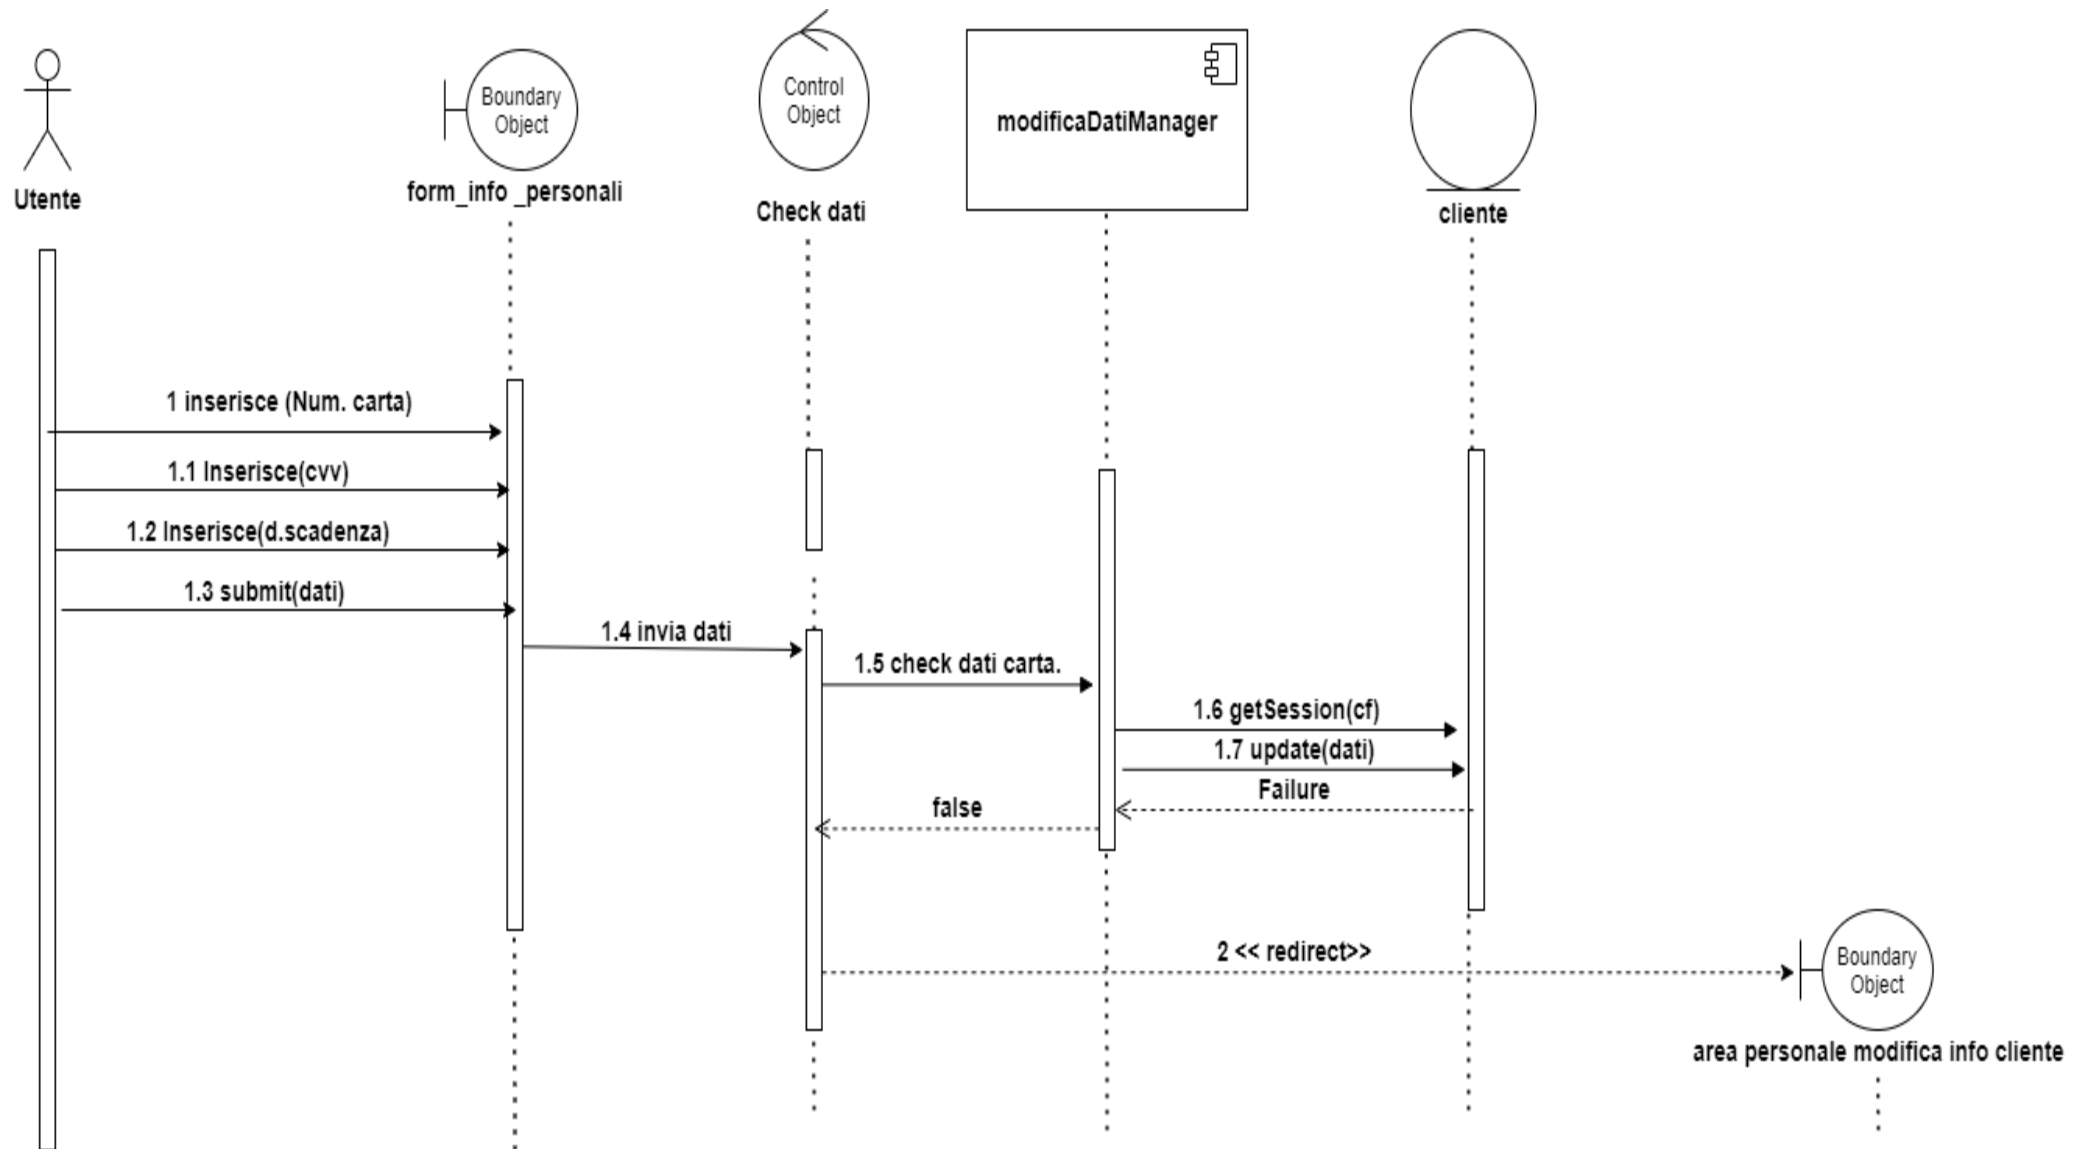 Boundary
Object
Control
Object
modificaDatiManager
Utente
form_info _personali
Check dati
cliente
1 inserisce (Num. carta)
1.1 Inserisce(cvv)
1.2 Inserisce(d.scadenza)
1.3 submit(dati)
1.4 invia dati
1.5 check dati carta.
1.6 getSession(cf)
1.7 update(dati)
Failure
false
2 << redirect>>
Boundary
Object
area personale modifica info cliente